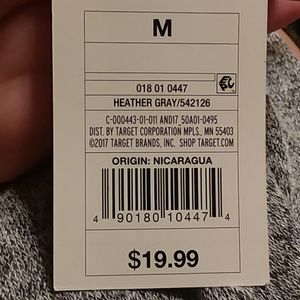 M
018 01 0447
HEATHER GRAY/542126
C-000443-01-011 AND17_50A01-0495
DIST. BY TARGET CORPORATION MPLS., MN 55403
©2017 TARGET BRANDS, INC. SHOP TARGET.COM
ORIGIN: NICARAGUA
4 90180 10447 4
$19.99